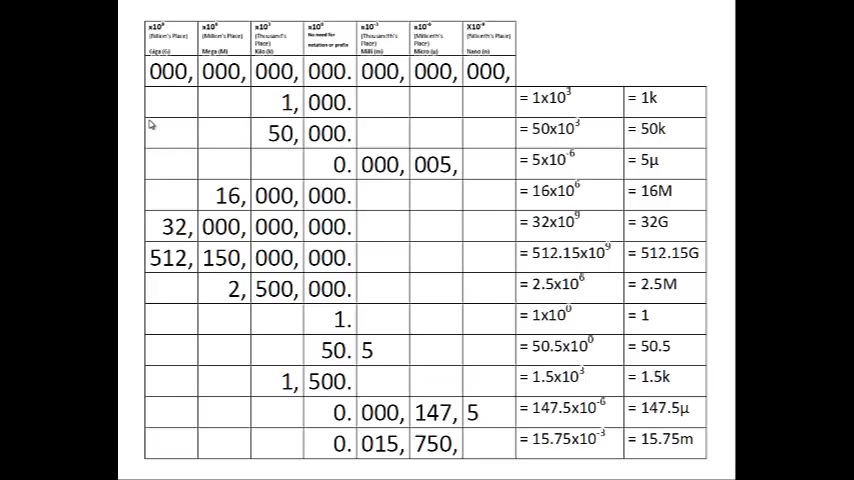 x10⁹ x10⁶ x10³ x10⁰ x10⁻³ x10⁻⁶ X10⁻⁹
(Billion's Place) (Million's Place) (Thousand's Place) No need for notation or prefix (Thousandth's Place) (Millionth's Place) (Billionth's Place)
Giga (G) Mega (M) Kilo (k) Milli (m) Micro (µ) Nano (n)
000, 000, 000, 000. 000, 000, 000,
1, 000. = 1x10³ = 1k
50, 000. = 50x10³ = 50k
0. 000, 005, = 5x10⁻⁶ = 5µ
16, 000, 000. = 16x10⁶ = 16M
32, 000, 000, 000. = 32x10⁹ = 32G
512, 150, 000, 000. = 512.15x10⁹ = 512.15G
2, 500, 000. = 2.5x10⁶ = 2.5M
1. = 1x10⁰ = 1
50. 5 = 50.5x10⁰ = 50.5
1, 500. = 1.5x10³ = 1.5k
0. 000, 147, 5 = 147.5x10⁻⁶ = 147.5µ
0. 015, 750, = 15.75x10⁻³ = 15.75m